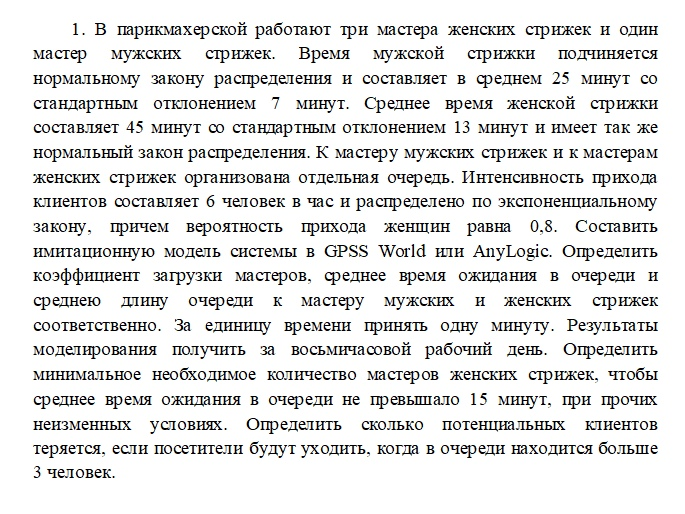 1. В парикмахерской работают три мастера женских стрижек и один
мастер мужских стрижек. Время мужской стрижки подчиняется
нормальному закону распределения и составляет в среднем 25 минут со
стандартным отклонением 7 минут. Среднее время женской стрижки
составляет 45 минут со стандартным отклонением 13 минут и имеет так же
нормальный закон распределения. К мастеру мужских стрижек и к мастерам
женских стрижек организована отдельная очередь. Интенсивность прихода
клиентов составляет 6 человек в час и распределено по экспоненциальному
закону, причем вероятность прихода женщин равна 0,8. Составить
имитационную модель системы в GPSS World или AnyLogic. Определить
коэффициент загрузки мастеров, среднее время ожидания в очереди и
среднею длину очереди к мастеру мужских и женских стрижек
соответственно. За единицу времени принять одну минуту. Результаты
моделирования получить за восьмичасовой рабочий день. Определить
минимальное необходимое количество мастеров женских стрижек, чтобы
среднее время ожидания в очереди не превышало 15 минут, при прочих
неизменных условиях. Определить сколько потенциальных клиентов
теряется, если посетители будут уходить, когда в очереди находится больше
3 человек.